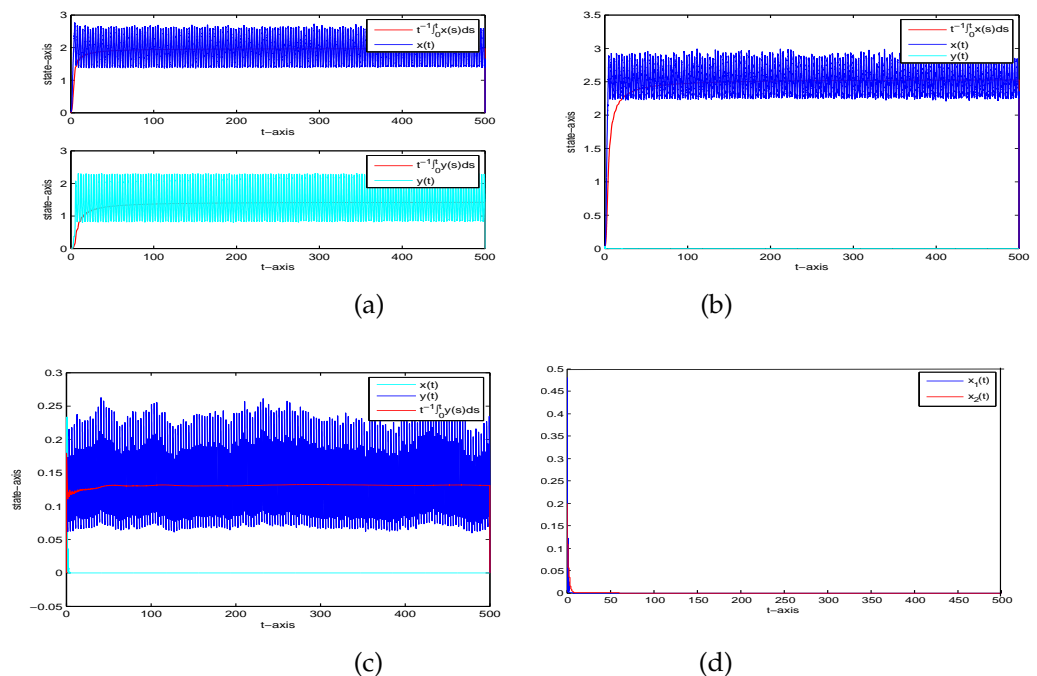 3
2
1
0
state−axis
t−1∫t0x(s)ds
x(t)
0 100 200 300 400 500
t−axis
3
2
1
0
state−axis
t−1∫t0y(s)ds
y(t)
0 100 200 300 400 500
t−axis
(a)
3.5
3
2.5
2
1.5
1
0.5
0
state−axis
t−1∫t0x(s)ds
x(t)
y(t)
0 100 200 300 400 500
t−axis
(b)
0.3
0.25
0.2
0.15
0.1
0.05
0
−0.05
state−axis
x(t)
y(t)
t−1∫t0y(s)ds
0 100 200 300 400 500
t−axis
(c)
0.5
0.45
0.4
0.35
0.3
0.25
0.2
0.15
0.1
0.05
0
x1(t)
x2(t)
0 50 100 150 200 250 300 350 400 450 500
t−axis
(d)